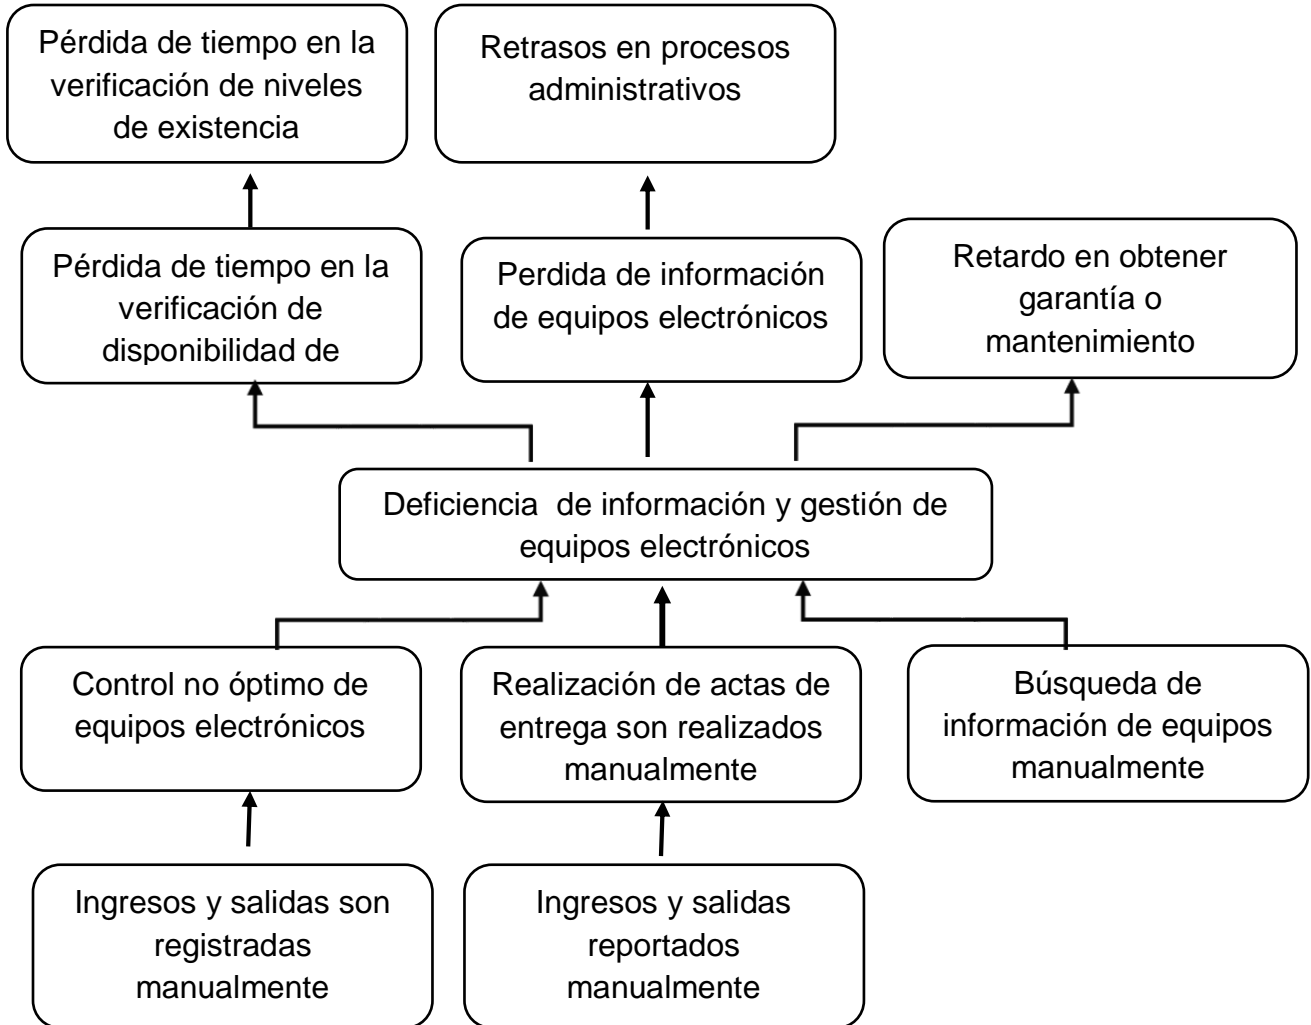 Pérdida de tiempo en la
verificación de niveles
de existencia
Retrasos en procesos
administrativos
Pérdida de tiempo en la
verificación de
disponibilidad de
Perdida de información
de equipos electrónicos
Retardo en obtener
garantía o
mantenimiento
Deficiencia  de información y gestión de
equipos electrónicos
Control no óptimo de
equipos electrónicos
Realización de actas de
entrega son realizados
manualmente
Búsqueda de
información de equipos
manualmente
Ingresos y salidas son
registradas
manualmente
Ingresos y salidas
reportados
manualmente